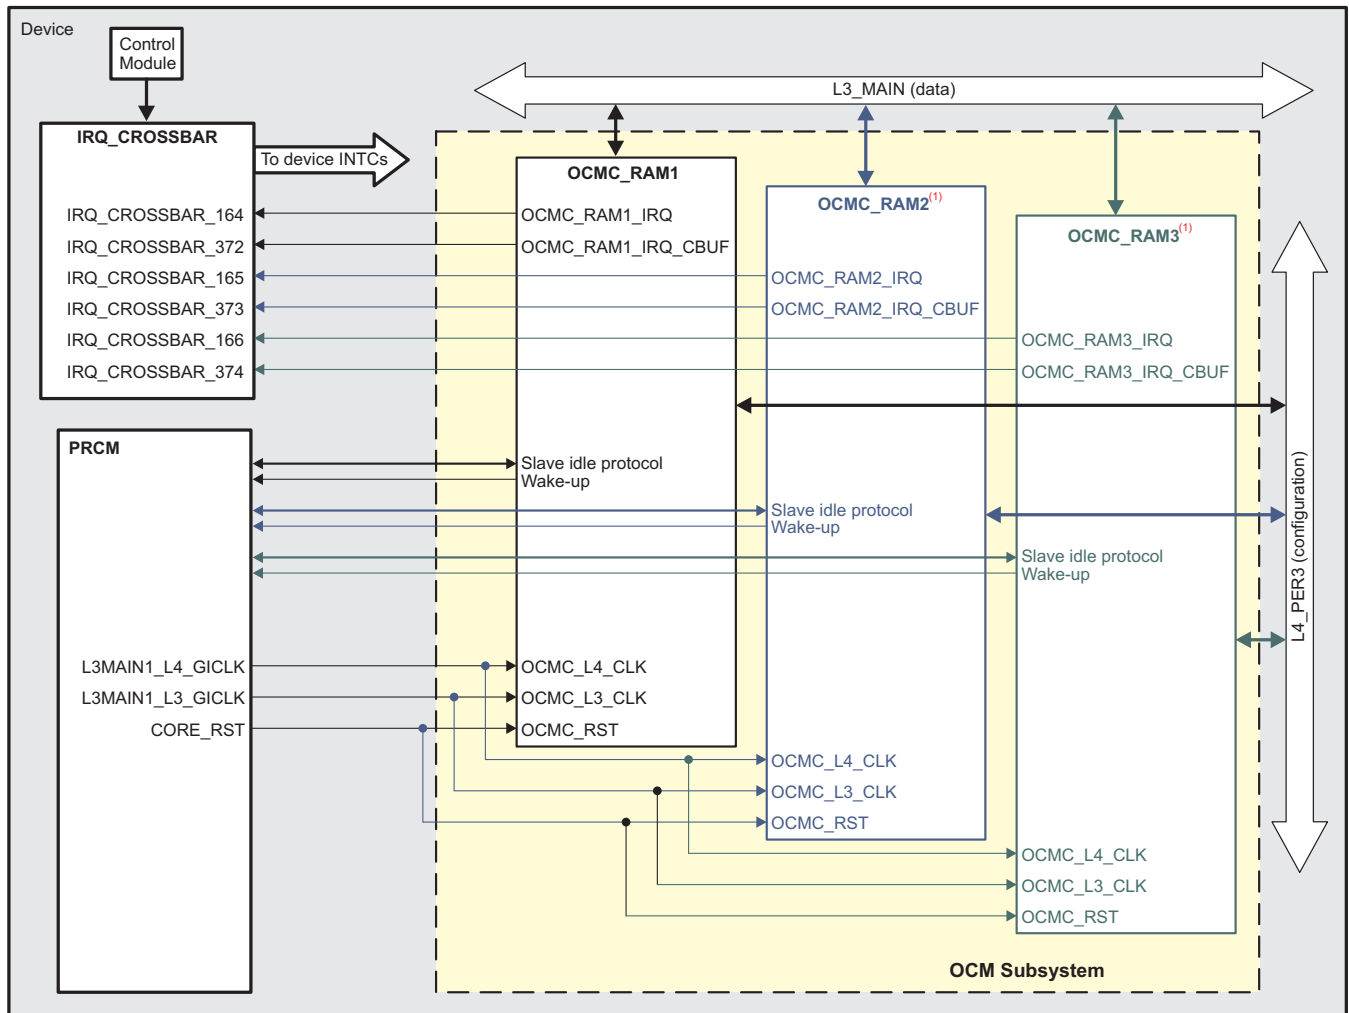 Device
Control
Module
L3_MAIN (data)
IRQ_CROSSBAR
To device INTCs
OCMC_RAM1
OCMC_RAM2(1)
OCMC_RAM3(1)
IRQ_CROSSBAR_164
IRQ_CROSSBAR_372
IRQ_CROSSBAR_165
IRQ_CROSSBAR_373
IRQ_CROSSBAR_166
IRQ_CROSSBAR_374
OCMC_RAM1_IRQ
OCMC_RAM1_IRQ_CBUF
OCMC_RAM2_IRQ
OCMC_RAM2_IRQ_CBUF
OCMC_RAM3_IRQ
OCMC_RAM3_IRQ_CBUF
PRCM
Slave idle protocol
Wake-up
Slave idle protocol
Wake-up
Slave idle protocol
Wake-up
L4_PER3 (configuration)
L3MAIN1_L4_GICLK
L3MAIN1_L3_GICLK
CORE_RST
OCMC_L4_CLK
OCMC_L3_CLK
OCMC_RST
OCMC_L4_CLK
OCMC_L3_CLK
OCMC_RST
OCMC_L4_CLK
OCMC_L3_CLK
OCMC_RST
OCM Subsystem